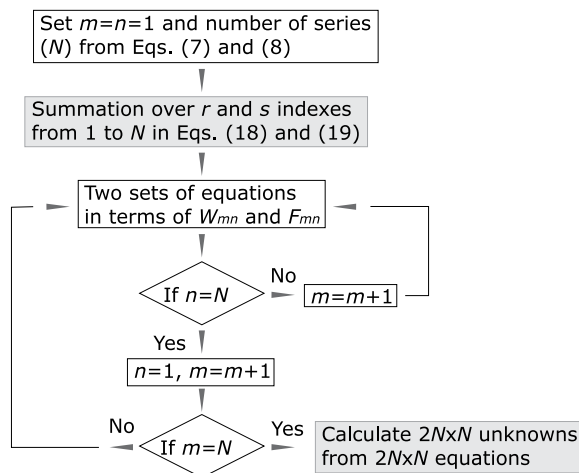 Set m=n=1 and number of series
(N) from Eqs. (7) and (8)
Summation over r and s indexes
from 1 to N in Eqs. (18) and (19)
Two sets of equations
in terms of Wmn and Fmn
If n=N
No
m=m+1
Yes
n=1, m=m+1
No
If m=N
Yes
Calculate 2NxN unknowns
from 2NxN equations